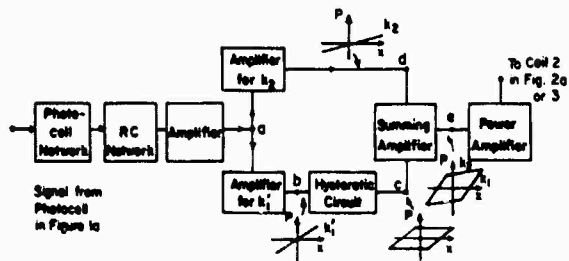 P
k₂
x
Amplifier
for k₂
d
To Coil 2
in Fig. 2a
or 3
Photo-
cell
Network
RC
Network
Amplifier
a
Summing
Amplifier
e
Power
Amplifier
Signal from
Photocell
in Figure 1a
Amplifier
for k₁'
b
Hysteretic
Circuit
c
P
k₁'
x
P
x
P
k
k₁
x